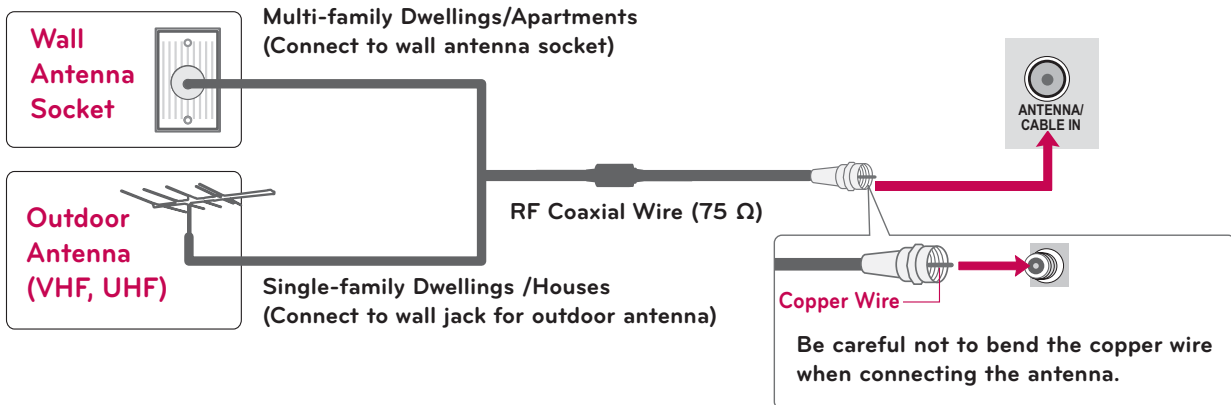 Multi-family Dwellings/Apartments
(Connect to wall antenna socket)
Wall
Antenna
Socket
ANTENNA/
CABLE IN
RF Coaxial Wire (75 Ω)
Outdoor
Antenna
(VHF, UHF)
Single-family Dwellings /Houses
(Connect to wall jack for outdoor antenna)
Copper Wire
Be careful not to bend the copper wire
when connecting the antenna.